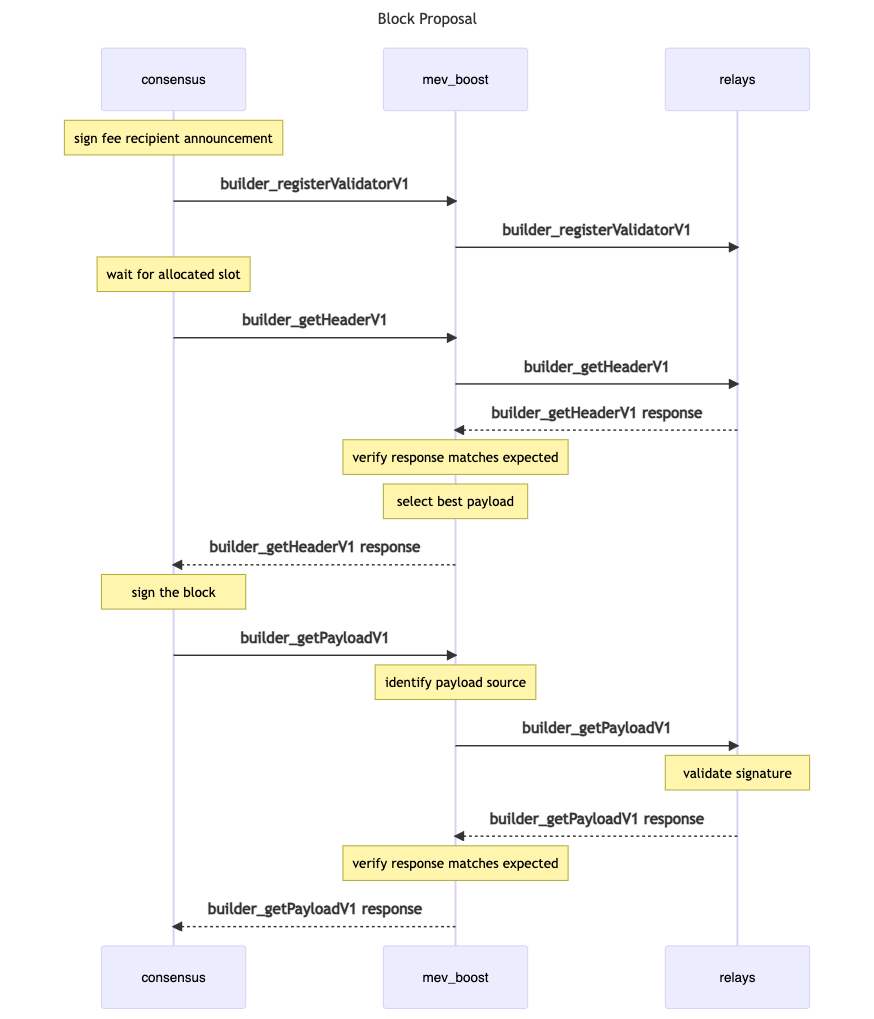 Block Proposal
consensus
mev_boost
relays
sign fee recipient announcement
builder_registerValidatorV1
builder_registerValidatorV1
wait for allocated slot
builder_getHeaderV1
builder_getHeaderV1
builder_getHeaderV1 response
verify response matches expected
select best payload
builder_getHeaderV1 response
sign the block
builder_getPayloadV1
identify payload source
builder_getPayloadV1
validate signature
builder_getPayloadV1 response
verify response matches expected
builder_getPayloadV1 response
consensus
mev_boost
relays